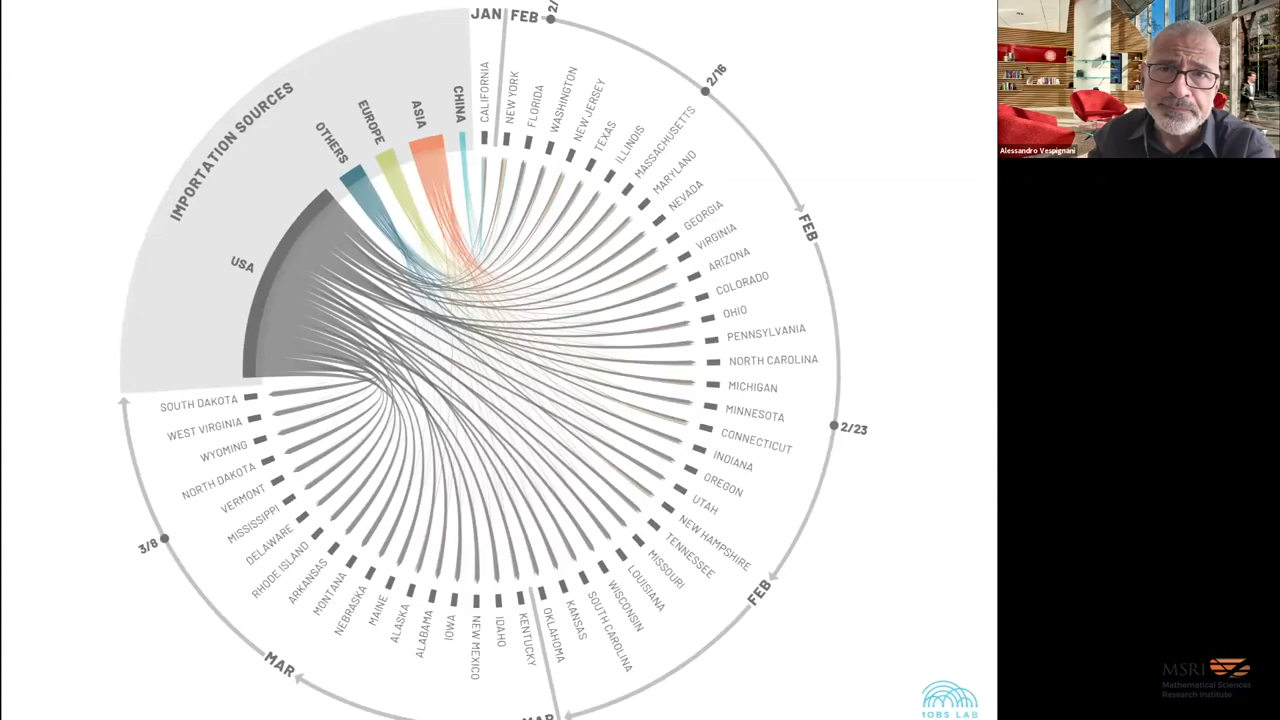 JAN
FEB
2/
2/16
FEB
2/23
FEB
MAR
3/8
MAR
IMPORTATION SOURCES
USA
OTHERS
EUROPE
ASIA
CHINA
CALIFORNIA
NEW YORK
FLORIDA
WASHINGTON
NEW JERSEY
TEXAS
ILLINOIS
MASSACHUSETTS
MARYLAND
NEVADA
GEORGIA
VIRGINIA
ARIZONA
COLORADO
OHIO
PENNSYLVANIA
NORTH CAROLINA
MICHIGAN
MINNESOTA
CONNECTICUT
INDIANA
OREGON
UTAH
NEW HAMPSHIRE
TENNESSEE
MISSOURI
LOUISIANA
WISCONSIN
SOUTH CAROLINA
KANSAS
OKLAHOMA
KENTUCKY
IDAHO
NEW MEXICO
IOWA
ALABAMA
ALASKA
MAINE
NEBRASKA
MONTANA
ARKANSAS
RHODE ISLAND
DELAWARE
MISSISSIPPI
VERMONT
NORTH DAKOTA
WYOMING
WEST VIRGINIA
SOUTH DAKOTA
Alessandro Vespignani
MOBS LAB
MSRI
Mathematical Sciences
Research Institute